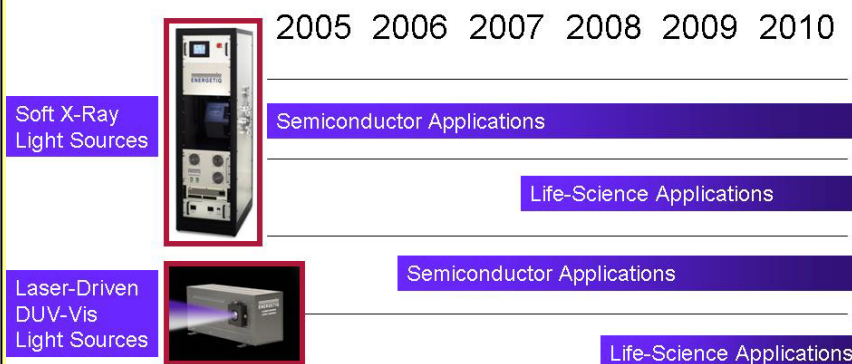 2005 2006 2007 2008 2009 2010
ENERGETIQ
Soft X-Ray
Light Sources
Semiconductor Applications
Life-Science Applications
Semiconductor Applications
Laser-Driven
DUV-Vis
Light Sources
ENERGETIQ
Life-Science Applications